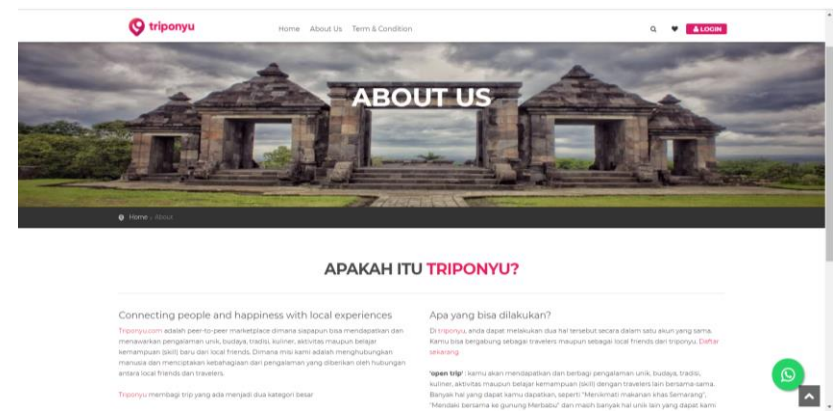 triponyu
Home About Us Term & Condition
LOGIN
ABOUT US
Home About
APAKAH ITU TRIPONYU?
Connecting people and happiness with local experiences
Triponyu.com adalah peer-to-peer marketplace dimana siapapun bisa mendapatkan dan
menawarkan pengalaman unik, budaya, tradisi, kuliner, aktivitas maupun belajar
kemampuan (skill) baru dari local friends. Dimana misi kami adalah menghubungkan
manusia dan menciptakan kebahagiaan dari pengalaman yang diberikan oleh hubungan
antara local friends dan travelers.
Triponyu membagi trip yang ada menjadi dua kategori besar
Apa yang bisa dilakukan?
Di triponyu, anda dapat melakukan dua hal tersebut secara dalam satu akun yang sama.
Kamu bisa bergabung sebagai travelers maupun sebagai local friends dari triponyu. Daftar
sekarang
'open trip' : kamu akan mendapatkan dan berbagi pengalaman unik, budaya, tradisi,
kuliner, aktivitas maupun belajar kemampuan (skill) dengan travelers lain bersama-sama.
Banyak hal yang dapat kamu dapatkan, seperti "Menikmati makanan khas Semarang",
"Mendaki bersama ke gunung Merbabu" dan masih banyak hal unik lain yang dapat kami